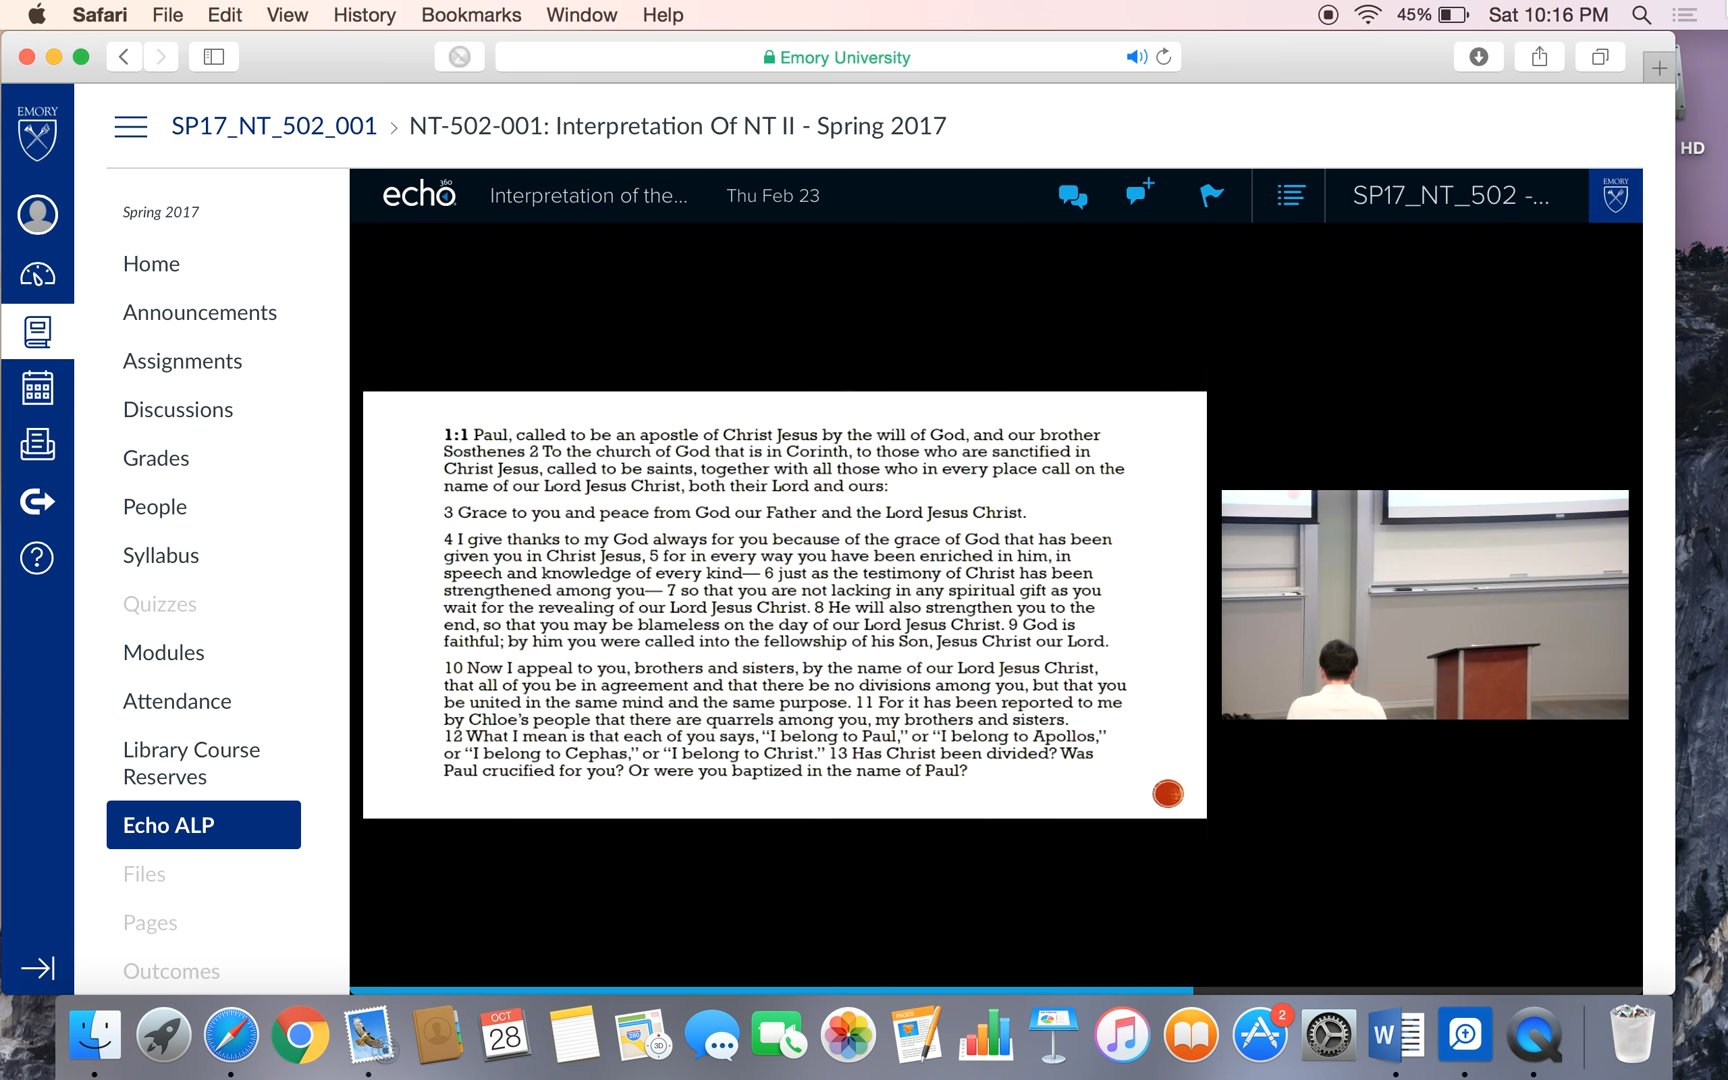 Safari File Edit View History Bookmarks Window Help 45% Sat 10:16 PM
Emory University
HD
EMORY
SP17_NT_502_001 › NT-502-001: Interpretation Of NT II - Spring 2017
echo 360 Interpretation of the... Thu Feb 23 SP17_NT_502 -... EMORY
Spring 2017
Home
Announcements
Assignments
Discussions
Grades
People
Syllabus
Quizzes
Modules
Attendance
Library Course
Reserves
Echo ALP
Files
Pages
Outcomes
1:1 Paul, called to be an apostle of Christ Jesus by the will of God, and our brother
Sosthenes 2 To the church of God that is in Corinth, to those who are sanctified in
Christ Jesus, called to be saints, together with all those who in every place call on the
name of our Lord Jesus Christ, both their Lord and ours:
3 Grace to you and peace from God our Father and the Lord Jesus Christ.
4 I give thanks to my God always for you because of the grace of God that has been
given you in Christ Jesus, 5 for in every way you have been enriched in him, in
speech and knowledge of every kind— 6 just as the testimony of Christ has been
strengthened among you— 7 so that you are not lacking in any spiritual gift as you
wait for the revealing of our Lord Jesus Christ. 8 He will also strengthen you to the
end, so that you may be blameless on the day of our Lord Jesus Christ. 9 God is
faithful; by him you were called into the fellowship of his Son, Jesus Christ our Lord.
10 Now I appeal to you, brothers and sisters, by the name of our Lord Jesus Christ,
that all of you be in agreement and that there be no divisions among you, but that you
be united in the same mind and the same purpose. 11 For it has been reported to me
by Chloe's people that there are quarrels among you, my brothers and sisters.
12 What I mean is that each of you says, “I belong to Paul,” or “I belong to Apollos,”
or “I belong to Cephas,” or “I belong to Christ.” 13 Has Christ been divided? Was
Paul crucified for you? Or were you baptized in the name of Paul?
OCT
28
3D
PAGES
2
W